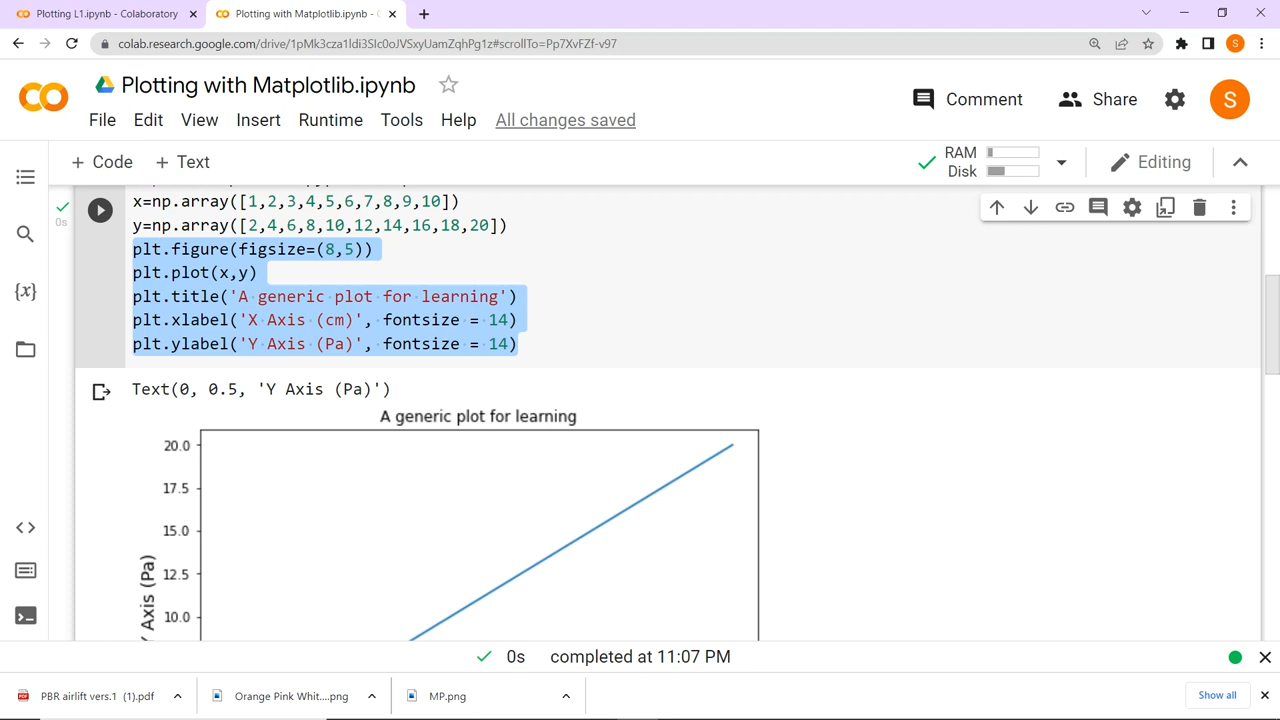 Plotting L1.ipynb - Colaboratory
Plotting with Matplotlib.ipynb - C
colab.research.google.com/drive/1pMk3cza1ldi3SIc0oJVSxyUamZqhPg1z#scrollTo=Pp7XvFZf-v97
S
CO
Plotting with Matplotlib.ipynb
Comment
Share
S
File Edit View Insert Runtime Tools Help All changes saved
+ Code + Text
RAM
Disk
Editing
x=np.array([1,2,3,4,5,6,7,8,9,10])
0s
y=np.array([2,4,6,8,10,12,14,16,18,20])
plt.figure(figsize=(8,5))
plt.plot(x,y)
{x}
plt.title('A generic plot for learning')
plt.xlabel('X Axis (cm)', fontsize = 14)
plt.ylabel('Y Axis (Pa)', fontsize = 14)
Text(0, 0.5, 'Y Axis (Pa)')
A generic plot for learning
20.0
17.5
15.0
12.5
10.0
Y Axis (Pa)
0s completed at 11:07 PM
PBR airlift vers.1 (1).pdf
Orange Pink Whit....png
MP.png
Show all